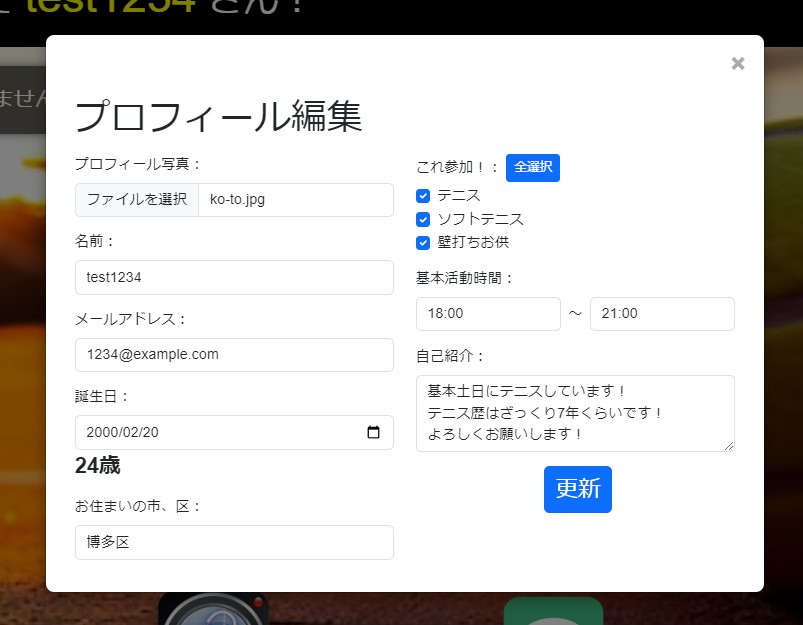 test1234 さん！
ません
×
プロフィール編集
プロフィール写真：
ファイルを選択 ko-to.jpg
名前：
test1234
メールアドレス：
1234@example.com
誕生日：
2000/02/20
24歳
お住まいの市、区：
博多区
これ参加！： 全選択
テニス
ソフトテニス
壁打ちお供
基本活動時間：
18:00 ～ 21:00
自己紹介：
基本土日にテニスしています！
テニス歴はざっくり7年くらいです！
よろしくお願いします！
更新